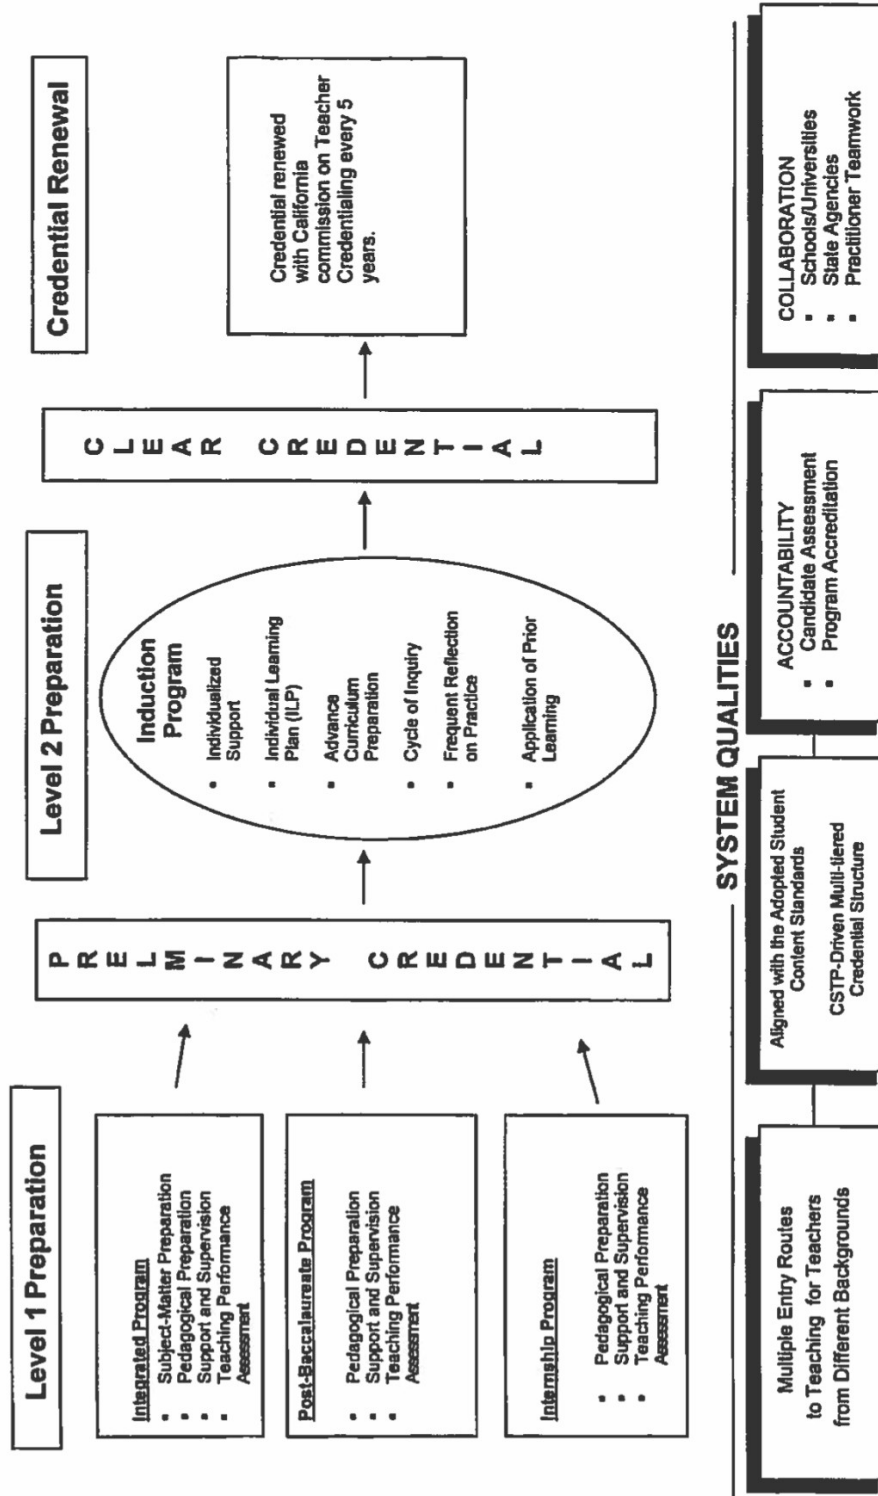 Level 1 Preparation
Level 2 Preparation
Credential Renewal
Integrated Program
▪ Subject-Matter Preparation
▪ Pedagogical Preparation
▪ Support and Supervision
▪ Teaching Performance
Assessment
Post-Baccalaureate Program
▪ Pedagogical Preparation
▪ Support and Supervision
▪ Teaching Performance
Assessment
Internship Program
▪ Pedagogical Preparation
▪ Support and Supervision
▪ Teaching Performance
Assessment
PRELMINARY CREDENTIAL
Induction
Program
▪ Individualized
Support
▪ Individual Learning
Plan (ILP)
▪ Advance
Curriculum
Preparation
▪ Cycle of Inquiry
▪ Frequent Reflection
on Practice
▪ Application of Prior
Learning
CLEAR CREDENTIAL
Credential renewed
with California
commission on Teacher
Credentialing every 5
years.
SYSTEM QUALITIES
Multiple Entry Routes
to Teaching for Teachers
from Different Backgrounds
Aligned with the Adopted Student
Content Standards
CSTP-Driven Multi-tiered
Credential Structure
ACCOUNTABILITY
▪ Candidate Assessment
▪ Program Accreditation
COLLABORATION
▪ Schools/Universities
▪ State Agencies
▪ Practitioner Teamwork